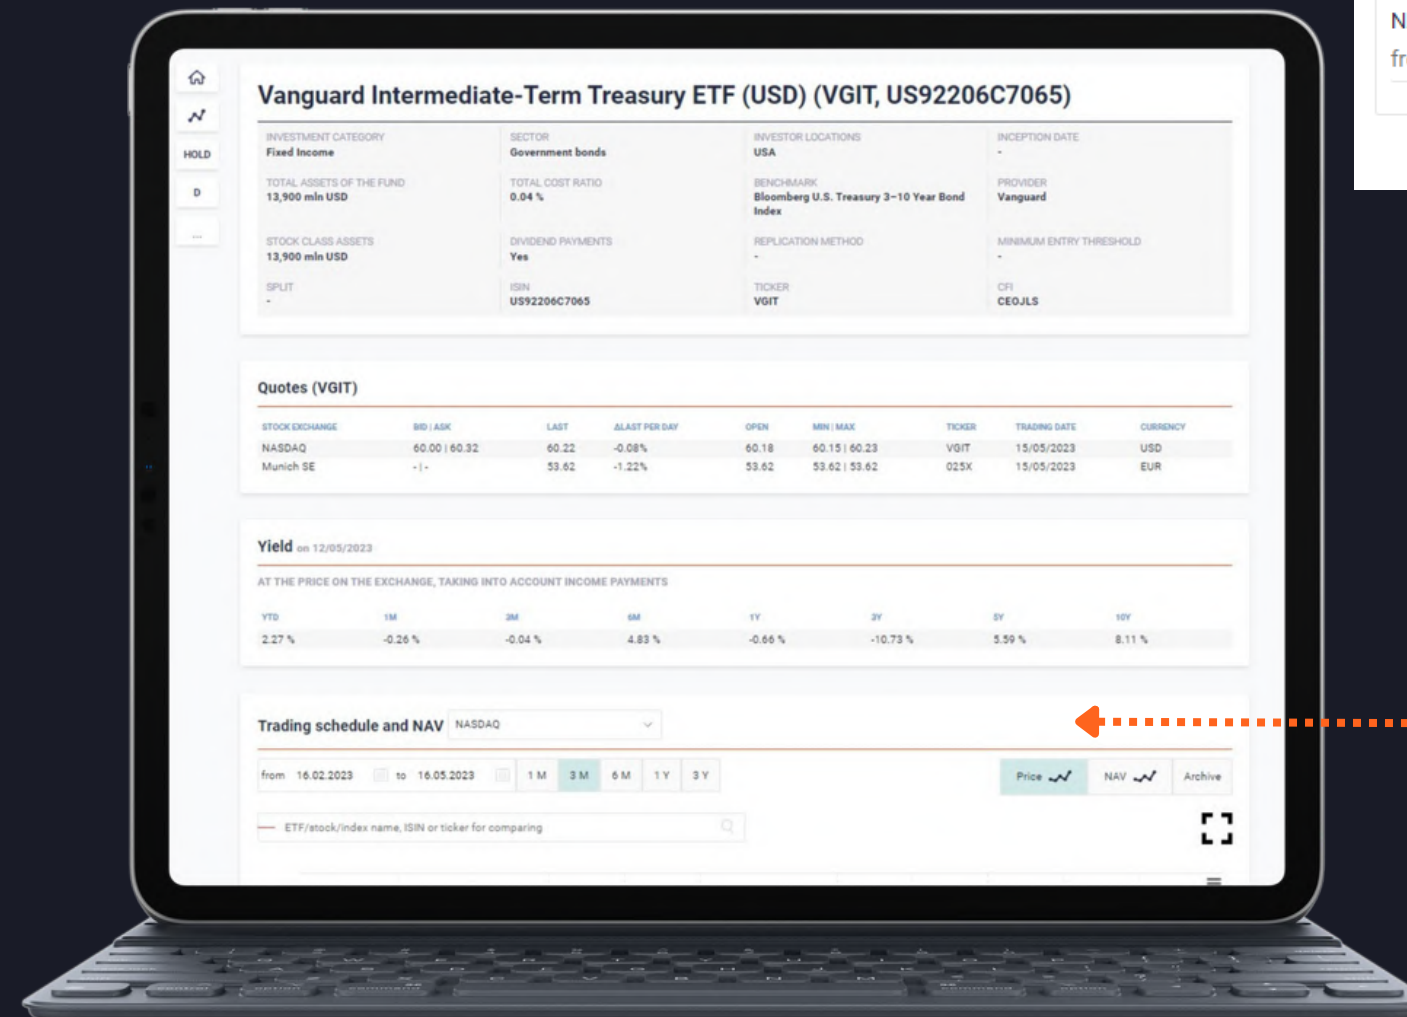 N
fr
HOLD
D
...
Vanguard Intermediate-Term Treasury ETF (USD) (VGIT, US92206C7065)
INVESTMENT CATEGORY SECTOR INVESTOR LOCATIONS INCEPTION DATE
Fixed Income Government bonds USA -
TOTAL ASSETS OF THE FUND TOTAL COST RATIO BENCHMARK PROVIDER
13,900 mln USD 0.04 % Bloomberg U.S. Treasury 3-10 Year Bond Vanguard
Index
STOCK CLASS ASSETS DIVIDEND PAYMENTS REPLICATION METHOD MINIMUM ENTRY THRESHOLD
13,900 mln USD Yes - -
SPLIT ISIN TICKER CFI
- US92206C7065 VGIT CEOJLS
Quotes (VGIT)
STOCK EXCHANGE BID | ASK LAST ΔLAST PER DAY OPEN MIN | MAX TICKER TRADING DATE CURRENCY
NASDAQ 60.00 | 60.32 60.22 -0.08% 60.18 60.15 | 60.23 VGIT 15/05/2023 USD
Munich SE - | - 53.62 -1.22% 53.62 53.62 | 53.62 025X 15/05/2023 EUR
Yield on 12/05/2023
AT THE PRICE ON THE EXCHANGE, TAKING INTO ACCOUNT INCOME PAYMENTS
YTD 1M 3M 6M 1Y 3Y 5Y 10Y
2.27 % -0.26 % -0.04 % 4.83 % -0.66 % -10.73 % 5.59 % 8.11 %
Trading schedule and NAV NASDAQ
from 16.02.2023 to 16.05.2023 1 M 3 M 6 M 1 Y 3 Y Price NAV Archive
ETF/stock/index name, ISIN or ticker for comparing